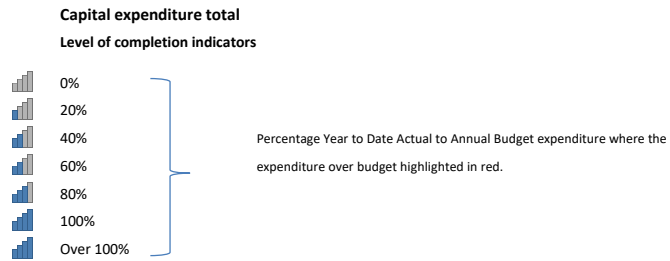 Capital expenditure total
Level of completion indicators
0%
20%
40%
60%
80%
100%
Over 100%
Percentage Year to Date Actual to Annual Budget expenditure where the
expenditure over budget highlighted in red.